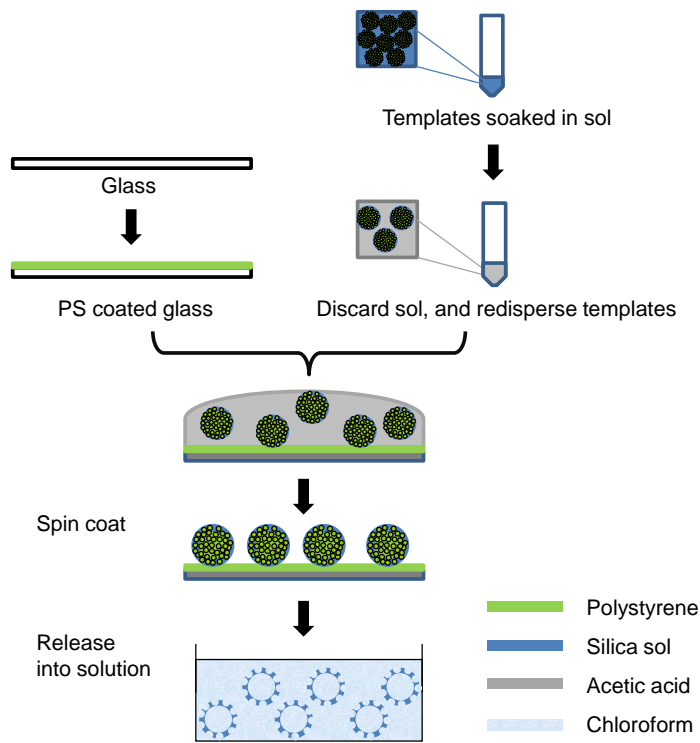 Templates soaked in sol
Glass
PS coated glass
Discard sol, and redisperse templates
Spin coat
Release
into solution
Polystyrene
Silica sol
Acetic acid
Chloroform